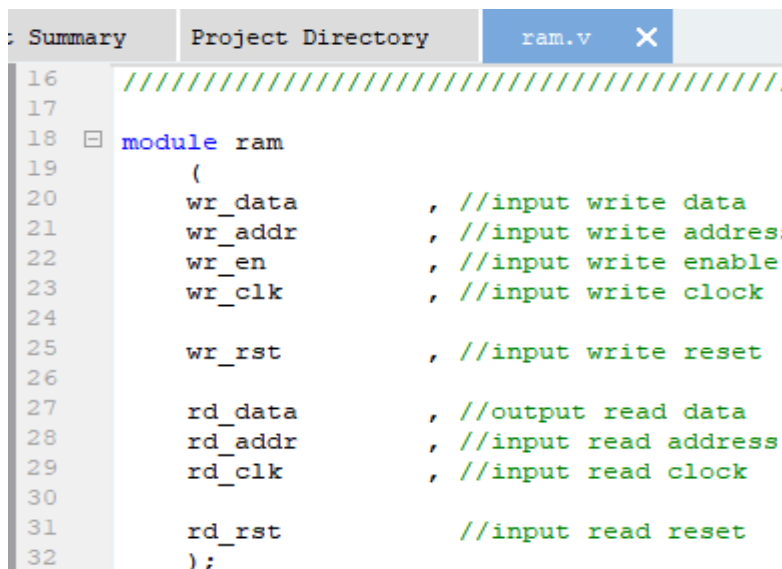 : Summary Project Directory ram.v
16 ////////////////////////////////////////////
17
18 module ram
19 (
20 wr_data , //input write data
21 wr_addr , //input write address
22 wr_en , //input write enable
23 wr_clk , //input write clock
24
25 wr_rst , //input write reset
26
27 rd_data , //output read data
28 rd_addr , //input read address
29 rd_clk , //input read clock
30
31 rd_rst //input read reset
32 );